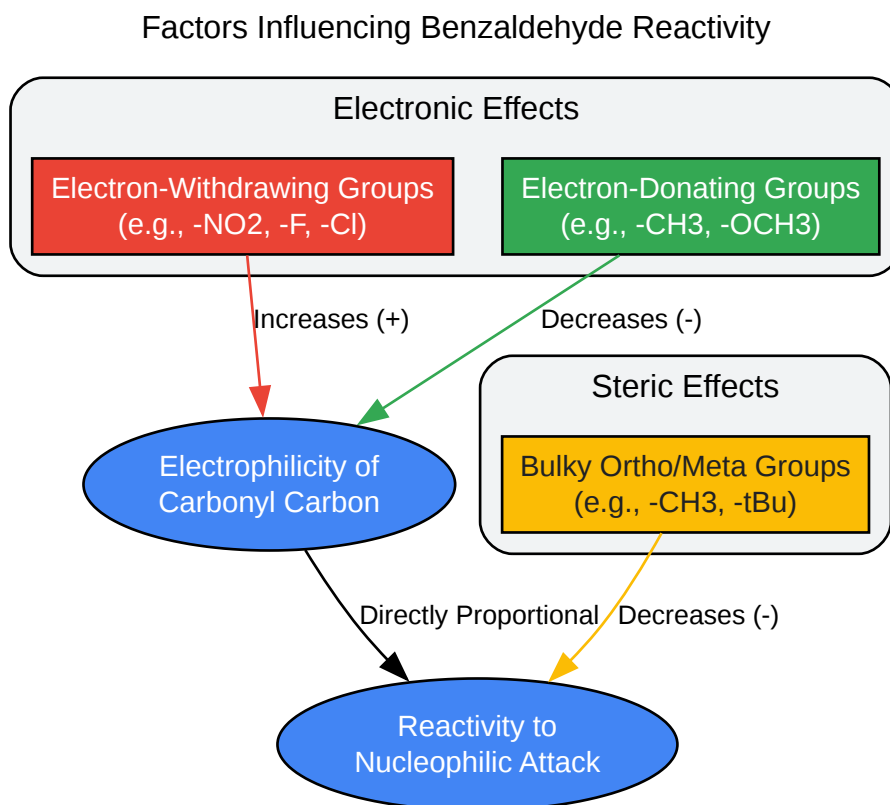 Factors Influencing Benzaldehyde Reactivity
Electronic Effects
Electron-Withdrawing Groups
(e.g., -NO2, -F, -Cl)
Electron-Donating Groups
(e.g., -CH3, -OCH3)
Increases (+)
Decreases (-)
Steric Effects
Bulky Ortho/Meta Groups
(e.g., -CH3, -tBu)
Electrophilicity of
Carbonyl Carbon
Directly Proportional
Decreases (-)
Reactivity to
Nucleophilic Attack